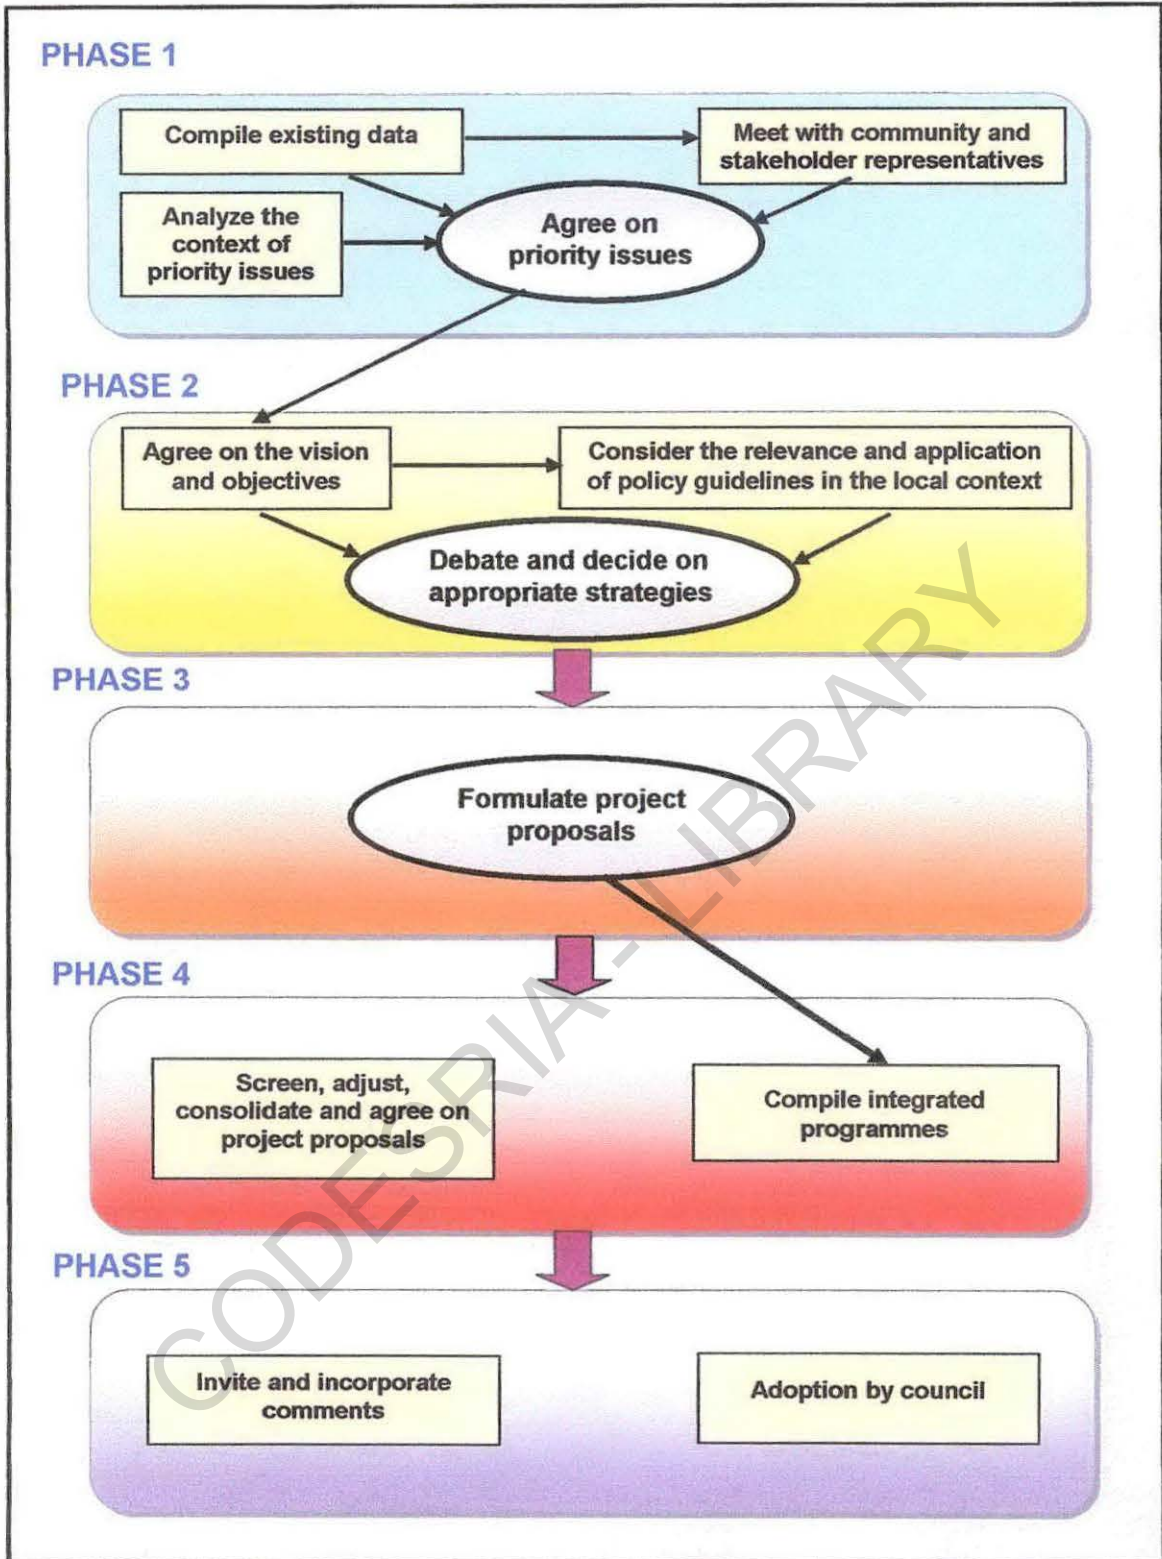 PHASE 1
Compile existing data
Meet with community and
stakeholder representatives
Analyze the
context of
priority issues
Agree on
priority issues
PHASE 2
Agree on the vision
and objectives
Consider the relevance and application
of policy guidelines in the local context
Debate and decide on
appropriate strategies
PHASE 3
Formulate project
proposals
PHASE 4
Screen, adjust,
consolidate and agree on
project proposals
Compile integrated
programmes
PHASE 5
Invite and incorporate
comments
Adoption by council
CODESRIA - LIBRARY